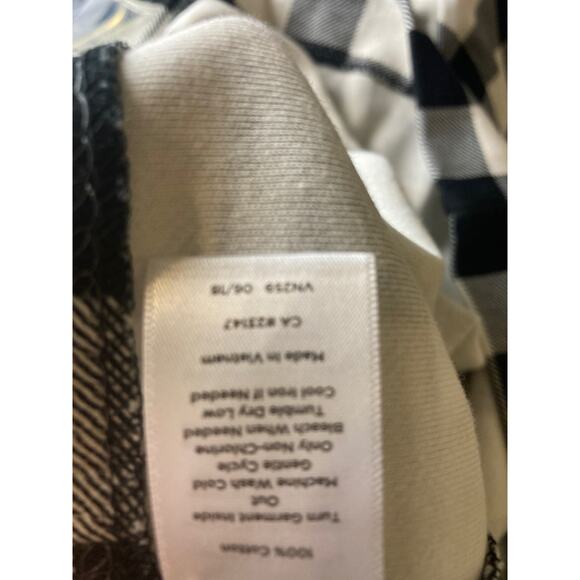 100% Cotton
Turn Garment Inside
Out
Machine Wash Cold
Gentle Cycle
Only Non-Chlorine
Bleach When Needed
Tumble Dry Low
Cool Iron If Needed
Made In Vietnam
CA #23147
VN259 06/18